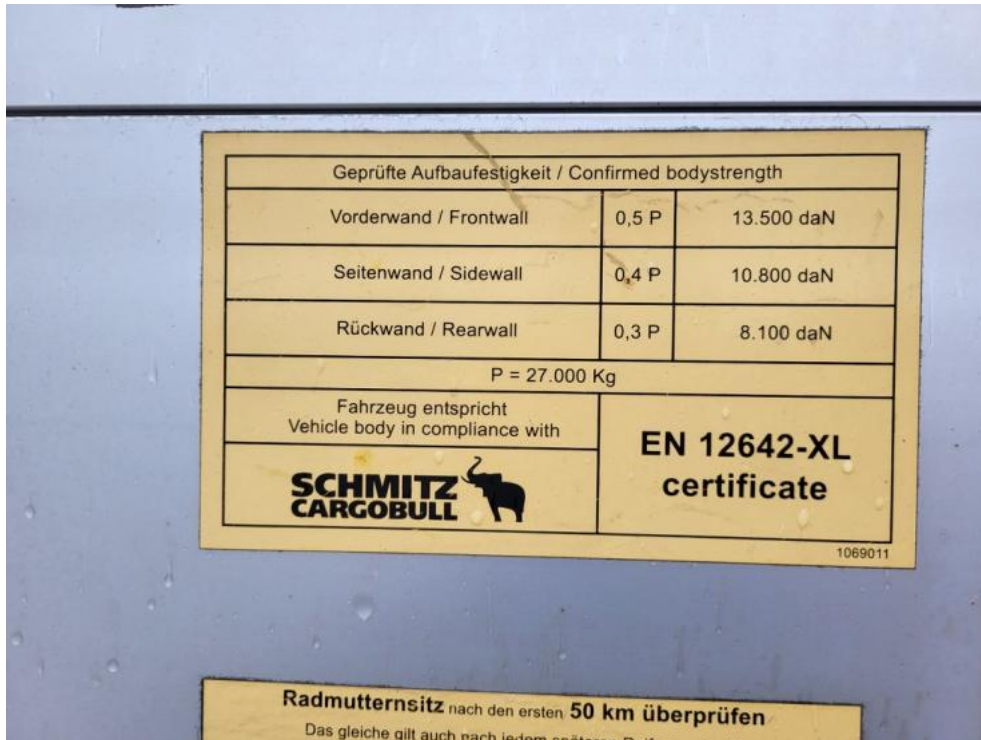 Geprüfte Aufbaufestigkeit / Confirmed bodystrength
Vorderwand / Frontwall 0,5 P 13.500 daN
Seitenwand / Sidewall 0,4 P 10.800 daN
Rückwand / Rearwall 0,3 P 8.100 daN
P = 27.000 Kg
Fahrzeug entspricht
Vehicle body in compliance with
SCHMITZ
CARGOBULL
EN 12642-XL
certificate
1069011
Radmutternsitz nach den ersten 50 km überprüfen
Das gleiche gilt auch nach jedem